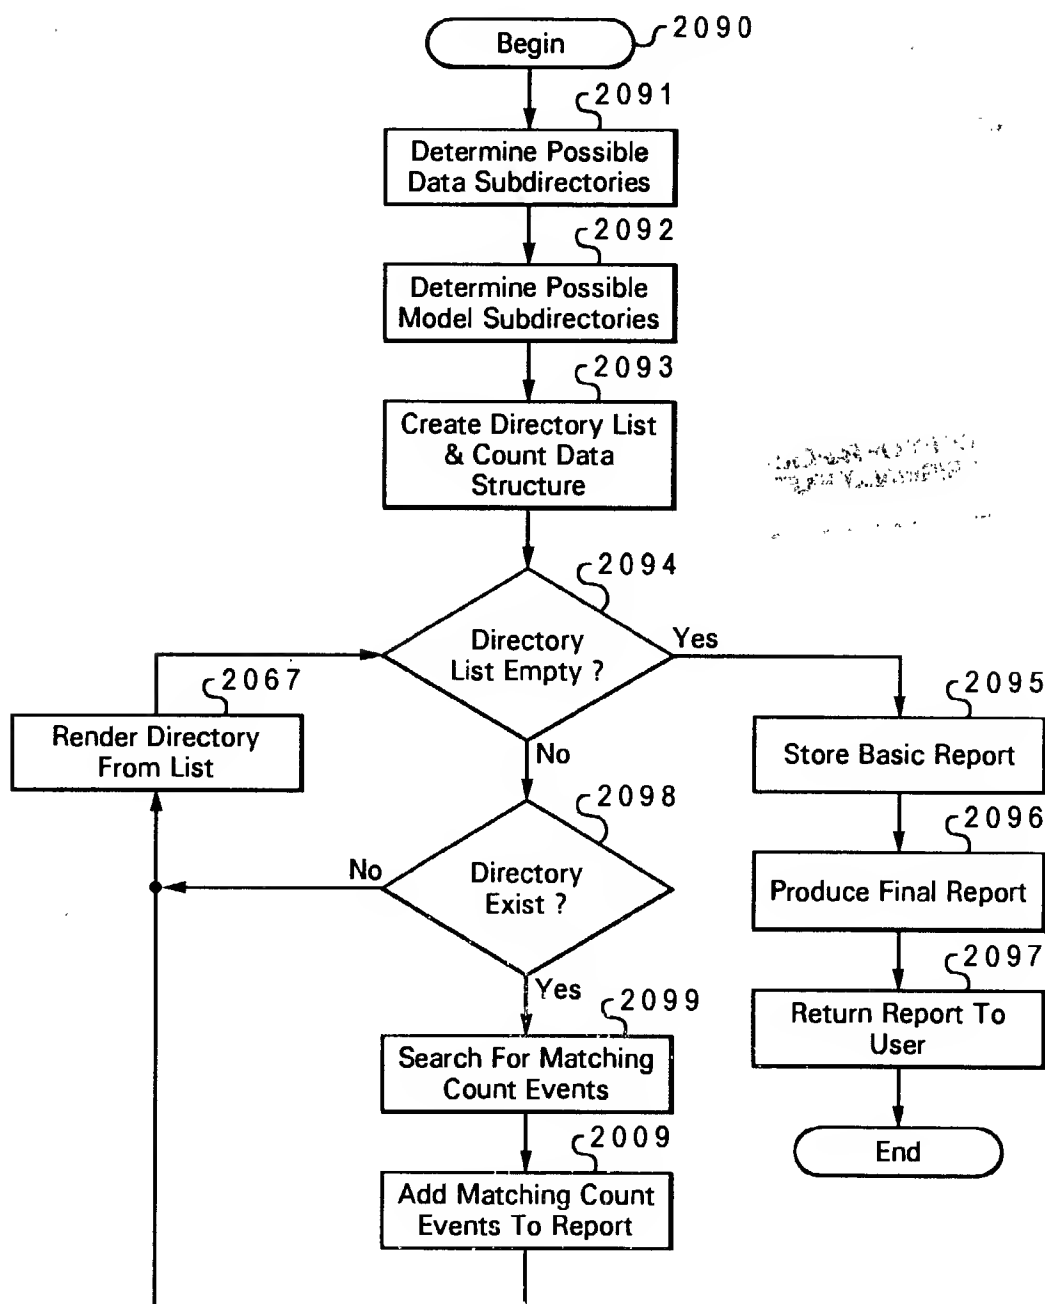 Begin
2090
2091
Determine Possible
Data Subdirectories
2092
Determine Possible
Model Subdirectories
2093
Create Directory List
& Count Data
Structure
2094
Directory
List Empty ?
Yes
No
2067
Render Directory
From List
2095
Store Basic Report
2098
Directory
Exist ?
No
Yes
2096
Produce Final Report
2097
Return Report To
User
End
2099
Search For Matching
Count Events
2009
Add Matching Count
Events To Report